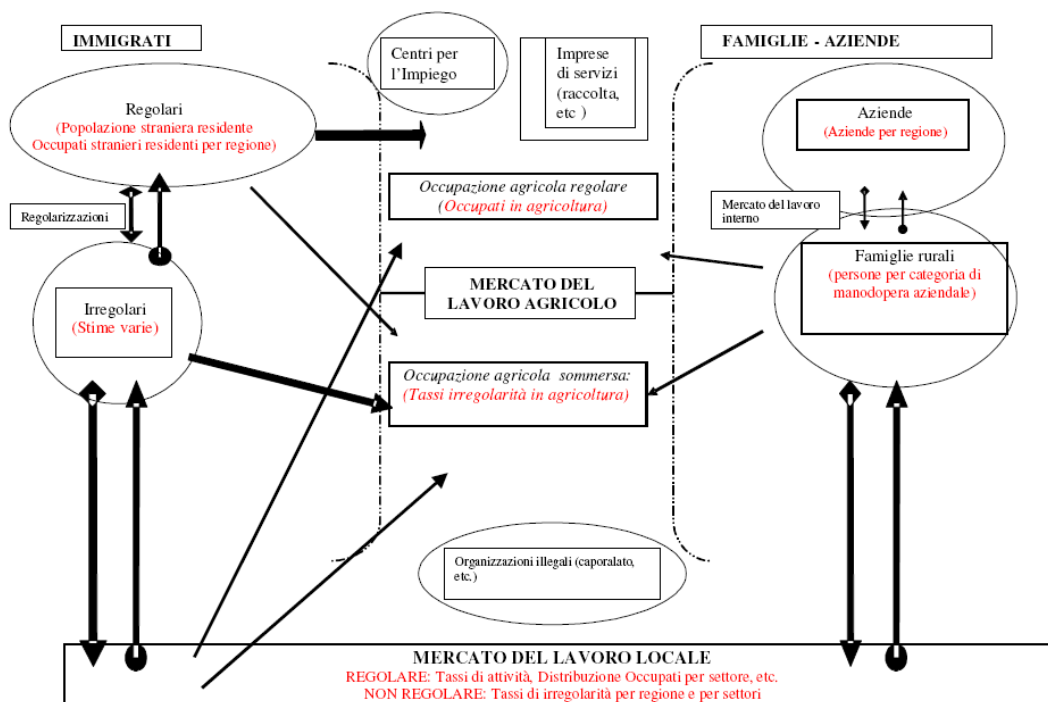 IMMIGRATI
Centri per
l'Impiego
Imprese
di servizi
(raccolta,
etc )
FAMIGLIE - AZIENDE
Regolari
(Popolazione straniera residente
Occupati stranieri residenti per regione)
Aziende
(Aziende per regione)
Occupazione agricola regolare
(Occupati in agricoltura)
Regolarizzazioni
Mercato del lavoro
interno
MERCATO DEL
LAVORO AGRICOLO
Famiglie rurali
(persone per categoria di
manodopera aziendale)
Irregolari
(Stime varie)
Occupazione agricola sommersa:
(Tassi irregolarità in agricoltura)
Organizzazioni illegali (caporalato,
etc.)
MERCATO DEL LAVORO LOCALE
REGOLARE: Tassi di attività, Distribuzione Occupati per settore, etc.
NON REGOLARE: Tassi di irregolarità per regione e per settori